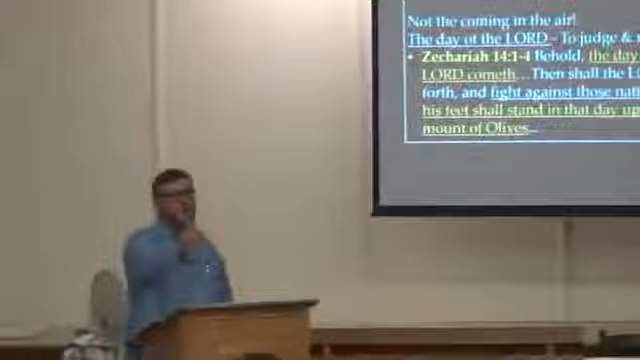 Not the coming in the air!
The day of the LORD - To judge &
• Zechariah 14:1-4 Behold, the day
LORD cometh... Then shall the
forth, and fight against those nati
his feet shall stand in that day up
mount of Olives...